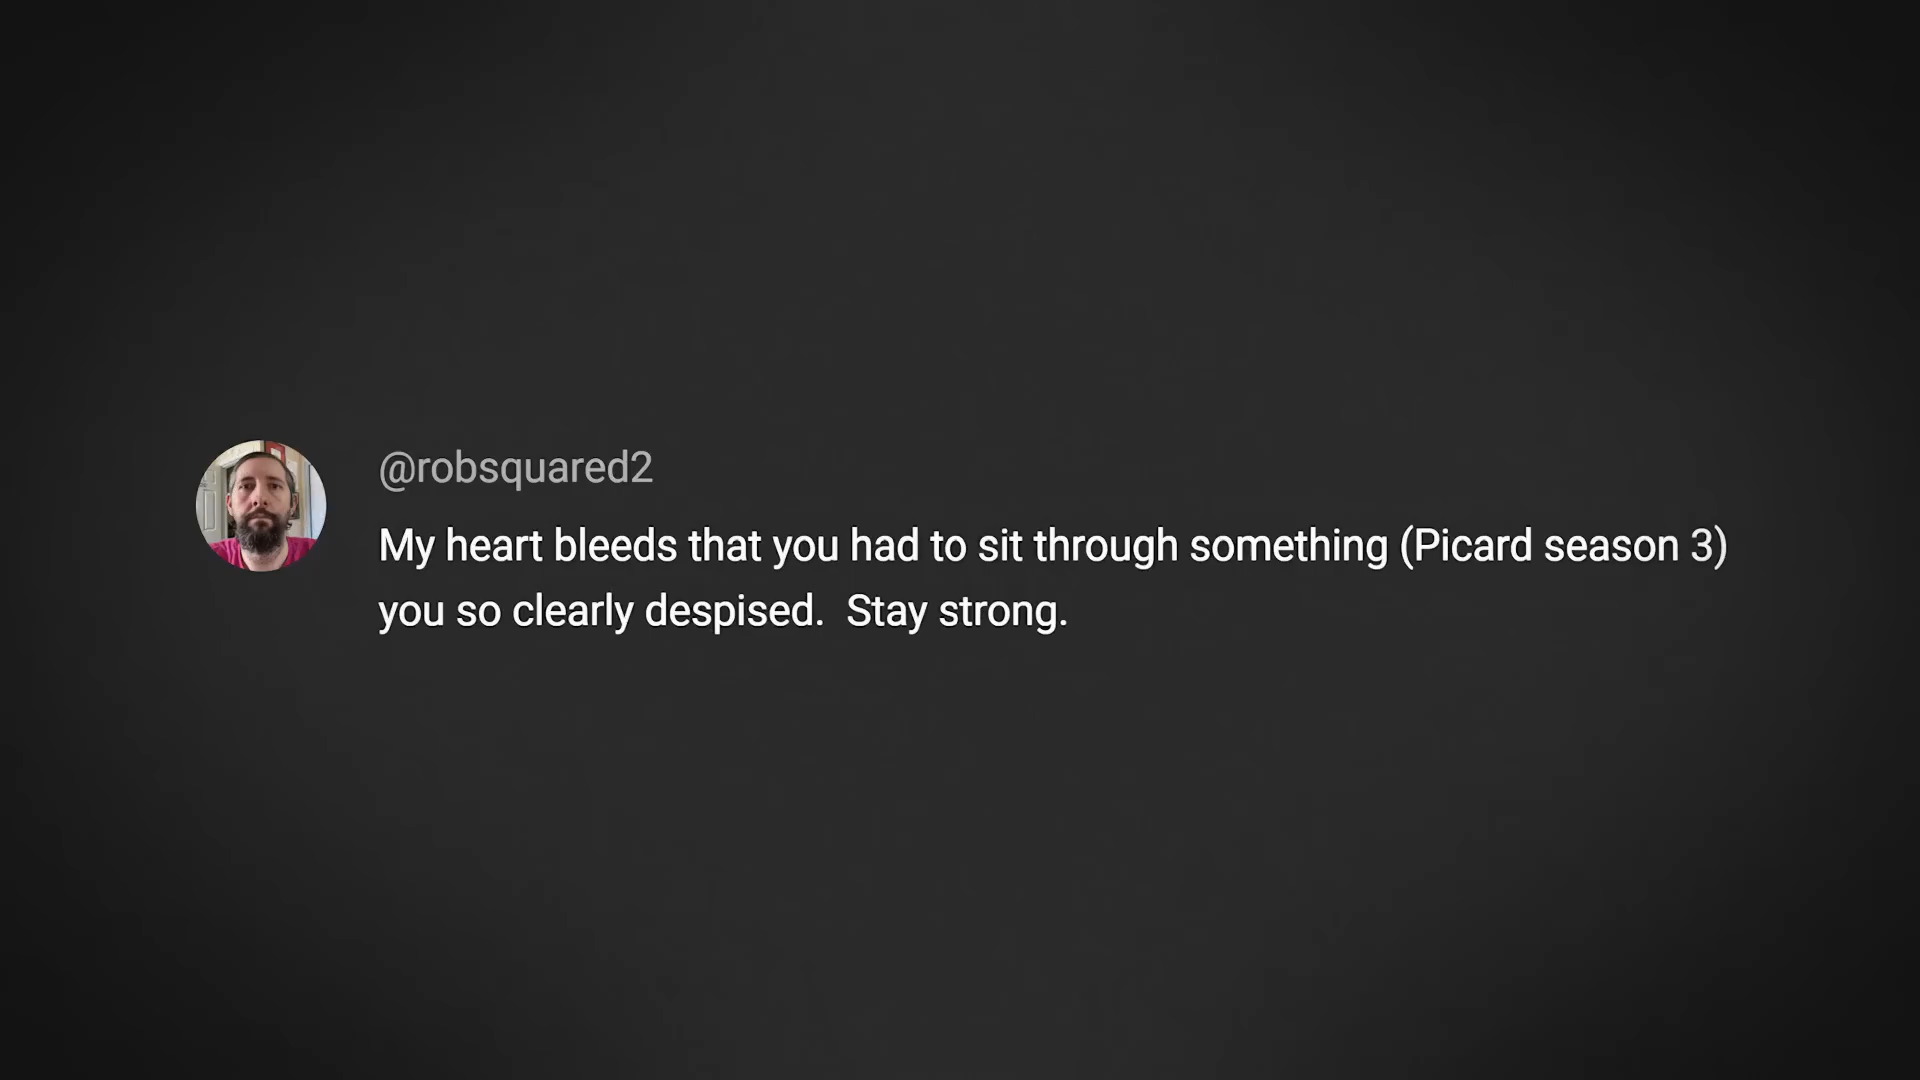 @robsquared2
My heart bleeds that you had to sit through something (Picard season 3)
you so clearly despised.  Stay strong.